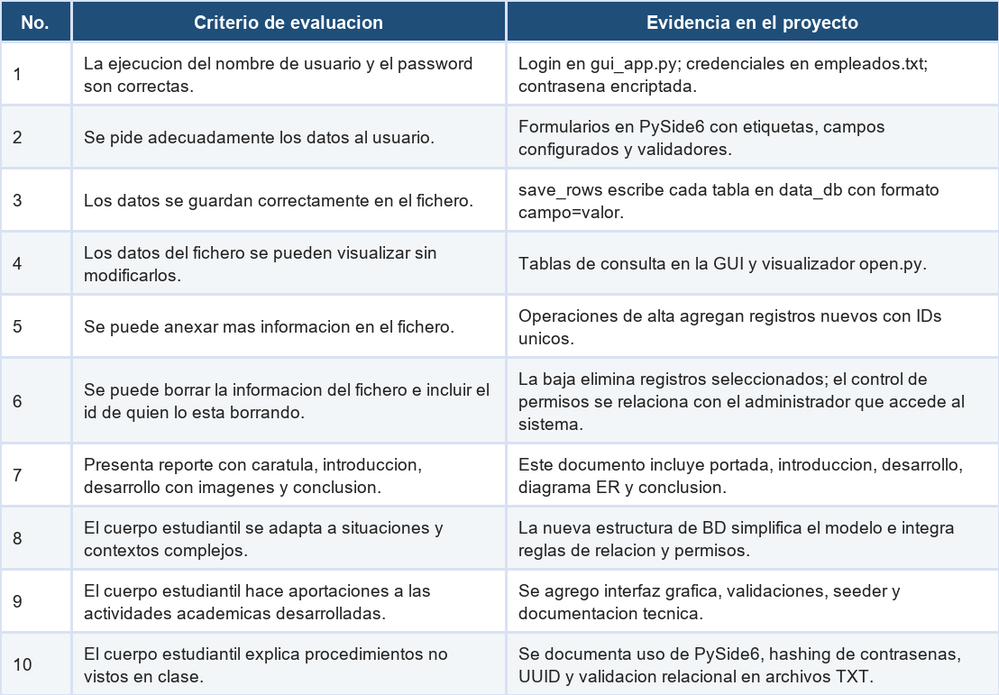 No.
Criterio de evaluacion
Evidencia en el proyecto
1
La ejecucion del nombre de usuario y el password
son correctas.
Login en gui_app.py; credenciales en empleados.txt;
contrasena encriptada.
2
Se pide adecuadamente los datos al usuario.
Formularios en PySide6 con etiquetas, campos
configurados y validadores.
3
Los datos se guardan correctamente en el fichero.
save_rows escribe cada tabla en data_db con formato
campo=valor.
4
Los datos del fichero se pueden visualizar sin
modificarlos.
Tablas de consulta en la GUI y visualizador open.py.
5
Se puede anexar mas informacion en el fichero.
Operaciones de alta agregan registros nuevos con IDs
unicos.
6
Se puede borrar la informacion del fichero e incluir el
id de quien lo esta borrando.
La baja elimina registros seleccionados; el control de
permisos se relaciona con el administrador que accede al
sistema.
7
Presenta reporte con caratula, introduccion,
desarrollo con imagenes y conclusion.
Este documento incluye portada, introduccion, desarrollo,
diagrama ER y conclusion.
8
El cuerpo estudiantil se adapta a situaciones y
contextos complejos.
La nueva estructura de BD simplifica el modelo e integra
reglas de relacion y permisos.
9
El cuerpo estudiantil hace aportaciones a las
actividades academicas desarrolladas.
Se agrego interfaz grafica, validaciones, seeder y
documentacion tecnica.
10
El cuerpo estudiantil explica procedimientos no
vistos en clase.
Se documenta uso de PySide6, hashing de contrasenas,
UUID y validacion relacional en archivos TXT.